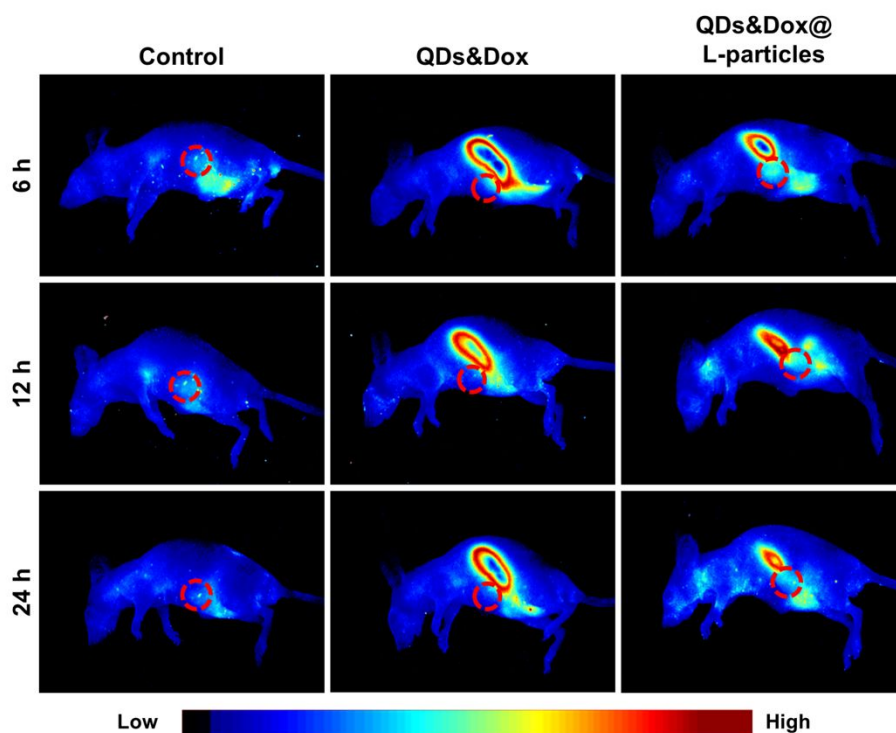 Control
QDs&Dox
QDs&Dox@
L-particles
6 h
12 h
24 h
Low
High